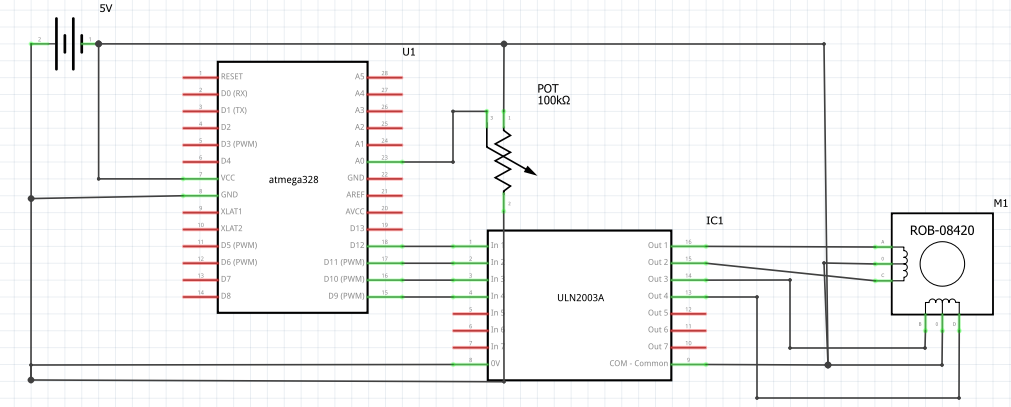 5V
2
1
U1
1 RESET A5 28
2 D0 (RX) A4 27
3 D1 (TX) A3 26
4 D2 A2 25
5 D3 (PWM) A1 24
6 D4 A0 23
7 VCC GND 22
8 GND AREF 21
9 XLAT1 AVCC 20
10 XLAT2 D13 19
11 D5 (PWM) D12 18
12 D6 (PWM) D11 (PWM) 17
13 D7 D10 (PWM) 16
14 D8 D9 (PWM) 15
atmega328
POT
100kΩ
1
IC1
1 In 1 Out 1 16
2 In 2 Out 2 15
3 In 3 Out 3 14
4 In 4 Out 4 13
5 In 5 Out 5 12
6 In 6 Out 6 11
7 In 7 Out 7 10
8 0V COM - Common 9
ULN2003A
M1
ROB-08420
A
C
B
D